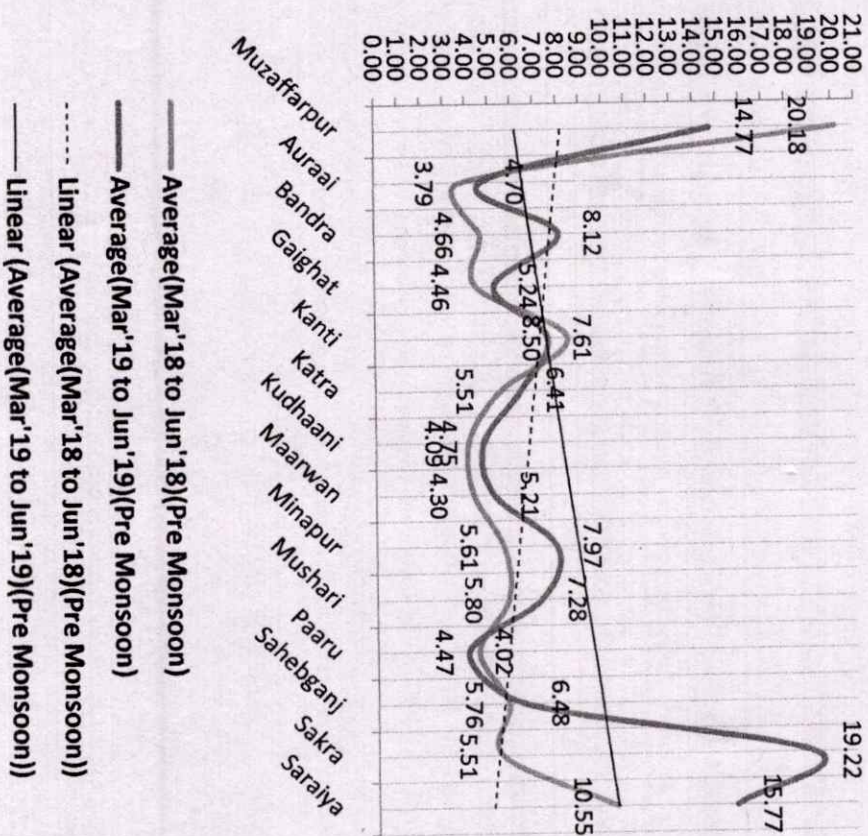 21.00
20.00
19.00
18.00
17.00
16.00
15.00
14.00
13.00
12.00
11.00
10.00
9.00
8.00
7.00
6.00
5.00
4.00
3.00
2.00
1.00
0.00
20.18
14.77
4.70
3.79
8.12
4.66
4.46
5.24
8.50
7.61
6.41
5.51
4.75
4.09
4.30
5.21
7.97
5.61
7.28
5.80
4.02
4.47
6.48
5.76
5.51
19.22
15.77
10.55
Muzaffarpur
Auraai
Bandra
Gaighat
Kanti
Katra
Kudhaani
Maarwan
Minapur
Mushari
Paaru
Sahebganj
Sakra
Saraiya
Average(Mar'18 to Jun'18)(Pre Monsoon)
Average(Mar'19 to Jun'19)(Pre Monsoon)
Linear (Average(Mar'18 to Jun'18)(Pre Monsoon))
Linear (Average(Mar'19 to Jun'19)(Pre Monsoon))